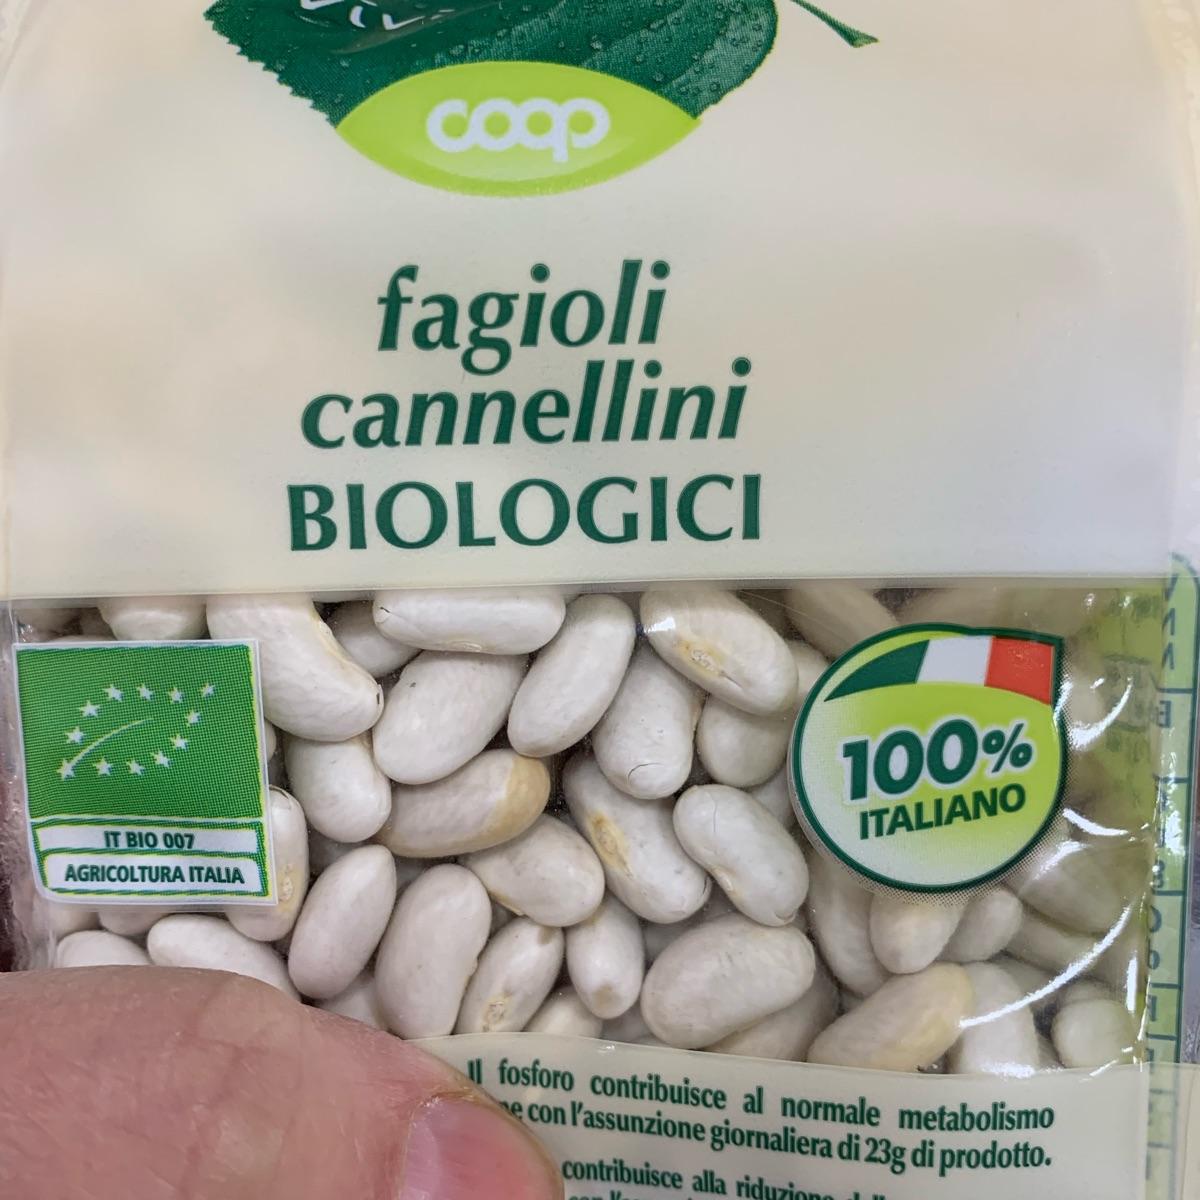 coop
fagioli
cannellini
BIOLOGICI
100%
ITALIANO
IT BIO 007
AGRICOLTURA ITALIA
Il fosforo contribuisce al normale metabolismo
con l'assunzione giornaliera di 23g di prodotto.
contribuisce alla riduzione